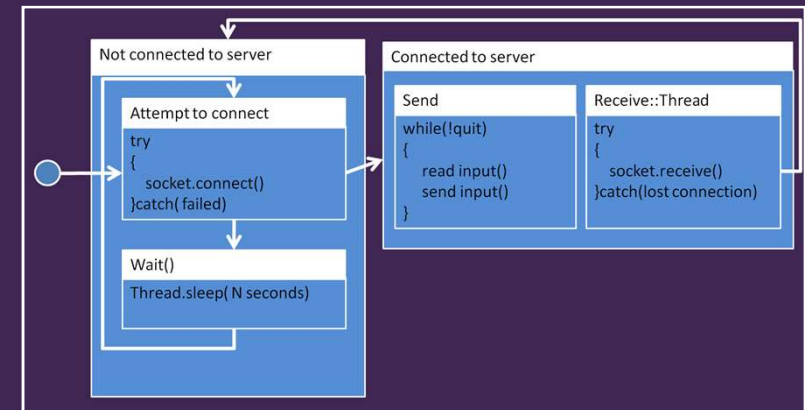 Not connected to server
Attempt to connect
try
{
socket.connect()
}catch( failed)
Wait()
Thread.sleep( N seconds)
Connected to server
Send
while(!quit)
{
read input()
send input()
}
Receive::Thread
try
{
socket.receive()
}catch(lost connection)